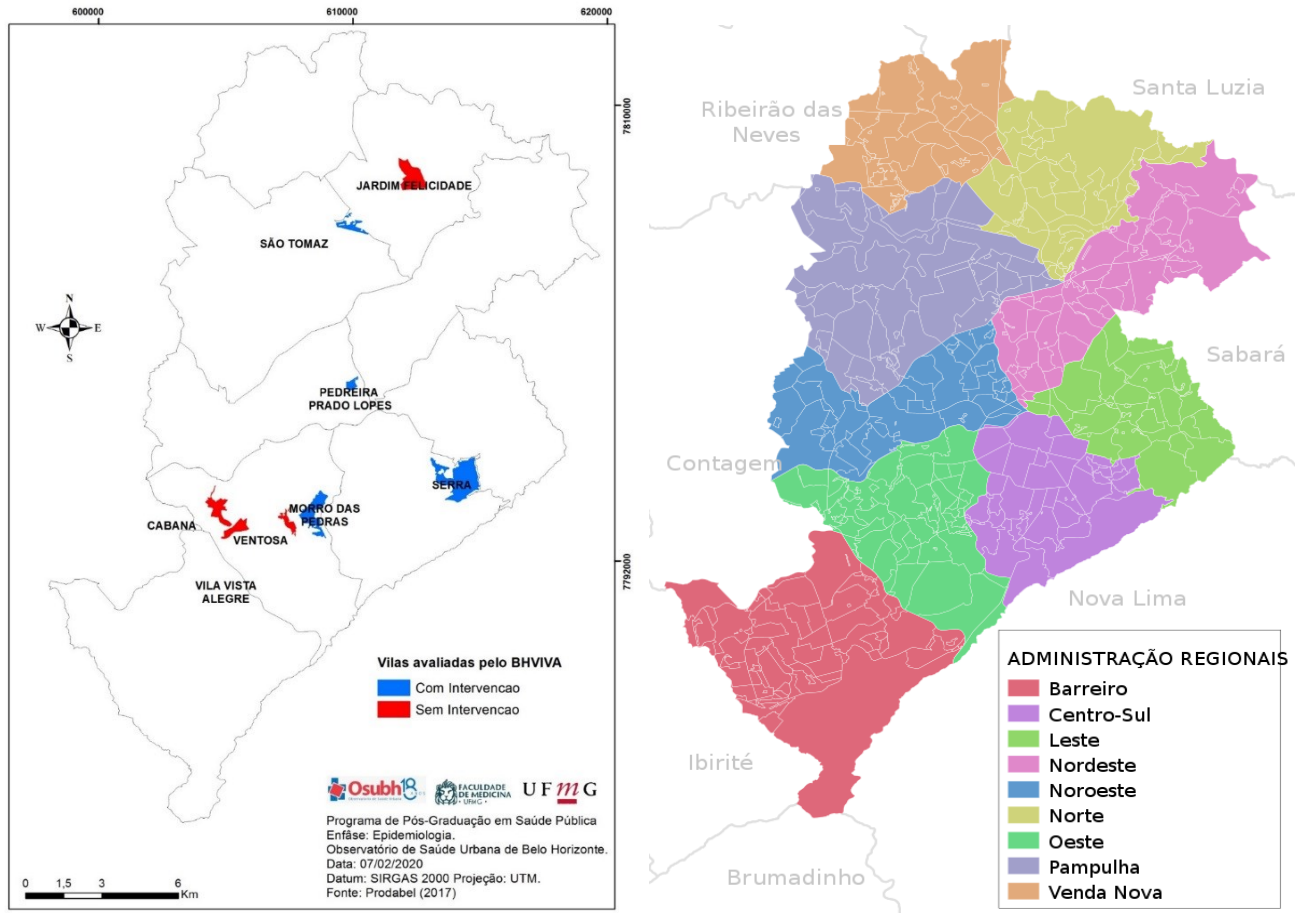 600000
610000
620000
7810000
JARDIM FELICIDADE
SÃO TOMAZ
N
W
E
S
PEDREIRA
PRADO LOPES
SERRA
MORRO DAS
PEDRAS
CABANA
VENTOSA
VILA VISTA
ALEGRE
7792000
Vilas avaliadas pelo BHVIVA
Com Intervencao
Sem Intervencao
Osubh18
FACULDADE
DE MEDICINA
• UFMG •
UFmG
Programa de Pós-Graduação em Saúde Pública
Enfâse: Epidemiologia.
Observatório de Saúde Urbana de Belo Horizonte.
Data: 07/02/2020
Datum: SIRGAS 2000 Projeção: UTM.
Fonte: Prodabel (2017)
0 1,5 3 6
Km
Ribeirão das
Neves
Santa Luzia
Sabará
Contagem
Nova Lima
Ibirité
Brumadinho
ADMINISTRAÇÃO REGIONAIS
Barreiro
Centro-Sul
Leste
Nordeste
Noroeste
Norte
Oeste
Pampulha
Venda Nova